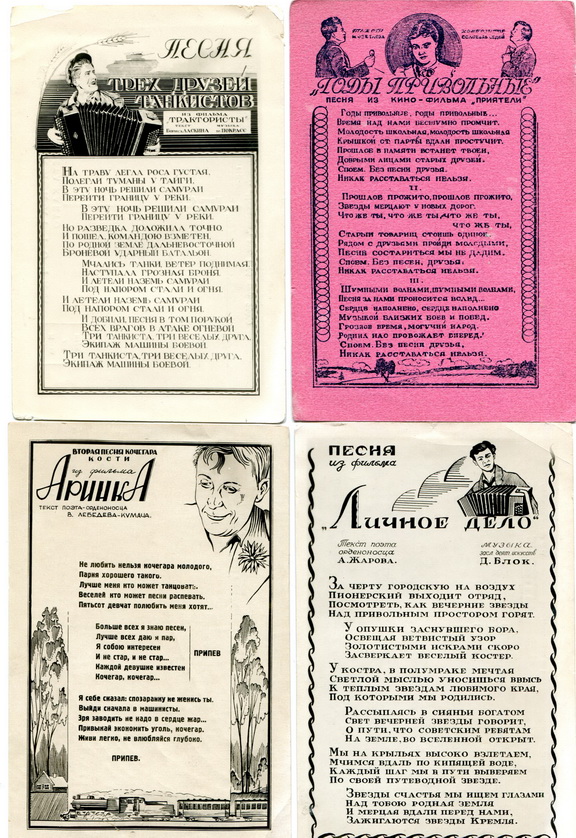 ПЕСНЯ
ТРЕХ ДРУЗЕЙ
ТАНКИСТОВ
ИЗ ФИЛЬМА
"ТРАКТОРИСТЫ"
НА ТРАВУ ЛЕГЛА РОСА ГУСТАЯ,
ПОЛЕГЛИ ТУМАНЫ У ТАЙГИ.
В ЭТУ НОЧЬ РЕШИЛИ САМУРАИ
ПЕРЕЙТИ ГРАНИЦУ У РЕКИ.
В ЭТУ НОЧЬ РЕШИЛИ САМУРАИ
ПЕРЕЙТИ ГРАНИЦУ У РЕКИ.
НО РАЗВЕДКА ДОЛОЖИЛА ТОЧНО
И ПОШЕЛ, КОМАНДОЮ ВЗМЕТЕН,
ПО РОДНОЙ ЗЕМЛЕ ДАЛЬНЕВОСТОЧНОЙ
БРОНЕВОЙ УДАРНЫЙ БАТАЛЬОН.
МЧАЛИСЬ ТАНКИ, ВЕТЕР ПОДНИМАЯ,
НАСТУПАЛА ГРОЗНАЯ БРОНЯ.
И ЛЕТЕЛИ НАЗЕМЬ САМУРАИ
ПОД НАПОРОМ СТАЛИ И ОГНЯ.
И ЛЕТЕЛИ НАЗЕМЬ САМУРАИ
ПОД НАПОРОМ СТАЛИ И ОГНЯ.
И ДОБИЛИ, ПЕСНЯ В ТОМ ПОРУКОЙ
ВСЕХ ВРАГОВ В АТАКЕ ОГНЕВОЙ
ТРИ ТАНКИСТА, ТРИ ВЕСЕЛЫХ ДРУГА,
ЭКИПАЖ МАШИНЫ БОЕВОЙ.
ТРИ ТАНКИСТА, ТРИ ВЕСЕЛЫХ ДРУГА,
ЭКИПАЖ МАШИНЫ БОЕВОЙ.
"ГОДЫ ПРИВОЛЬНЫЕ"
ПЕСНЯ ИЗ КИНО-ФИЛЬМА „ПРИЯТЕЛИ"
ГОДЫ ПРИВОЛЬНЫЕ, ГОДЫ ПРИВОЛЬНЫЕ...
ВРЕМЯ НАД НАМИ ВЕСНУЮ ПРОМЧИТ.
МОЛОДОСТЬ ШКОЛЬНАЯ, МОЛОДОСТЬ ШКОЛЬНАЯ
КРЫШКОЙ ОТ ПАРТЫ ВДАЛИ ПРОСТУЧИТ.
ПРОШЛОЕ В ПАМЯТИ ВСТАНЕТ ТВОЕЙ,
ДОБРЫМИ ЛИЦАМИ СТАРЫХ ДРУЗЕЙ.
СПОЕМ. БЕЗ ПЕСНИ ДРУЗЬЯ,
НИКАК РАССТАВАТЬСЯ НЕЛЬЗЯ.
II.
ПРОШЛОЕ ПРОЖИТО, ПРОШЛОЕ ПРОЖИТО,
ЗВЕЗДЫ МЕРЦАЮТ У НОВЫХ ДОРОГ.
ЧТО ЖЕ ТЫ, ЧТО ЖЕ ТЫ, ЧТО ЖЕ ТЫ,
ЧТО ЖЕ ТЫ,
СТАРЫЙ ТОВАРИЩ СТОИШЬ ОДИНОК.
РЯДОМ С ДРУЗЬЯМИ ПРОЙДИ МОЛОДЫМИ,
ПЕСНЕ СОСТАРИТЬСЯ МЫ НЕ ДАДИМ.
СПОЕМ. БЕЗ ПЕСНИ, ДРУЗЬЯ,
НИКАК РАССТАВАТЬСЯ НЕЛЬЗЯ.
III.
ШУМНЫМИ ВОЛНАМИ, ШУМНЫМИ ВОЛНАМИ,
ПЕСНЯ ЗА НАМИ ПРОНОСИТСЯ ВСЛЕД...
СЕРДЦЕ НАПОЛНЕНО, СЕРДЦЕ НАПОЛНЕНО
МУЗЫКОЙ БЛИЗКИХ БОЕВ И ПОБЕД.
ГРОЗНОЕ ВРЕМЯ, МОГУЧИЙ НАРОД.
РОДИНА НАС ПРОВОЖАЕТ ВПЕРЕД.
СПОЕМ. БЕЗ ПЕСНИ ДРУЗЬЯ,
НИКАК РАССТАВАТЬСЯ НЕЛЬЗЯ.
ВТОРАЯ ПЕСНЯ КОЧЕГАРА
КОСТИ
из фильма
АРИНКА
ТЕКСТ ПОЭТА-ОРДЕНОНОСЦА
В. ЛЕБЕДЕВА-КУМАЧА.
Не любить нельзя кочегара молодого,
Парня хорошего такого.
Лучше меня кто может танцовать,
Веселей кто может песни распевать.
Пятьсот девчат полюбить меня хотят...
Больше всех я знаю песен,
Лучше всех даю я пар,
Я собою интересен
И не стар, и не стар...
Каждой девушке известен
Кочегар, кочегар...
ПРИПЕВ
Я себе сказал: спозаранку не женись ты.
Выйди сначала в машинисты.
Зря заводить не надо в сердце жар...
Привыкай экономить уголь, кочегар.
Живи легко, не влюбляйся глубоко.
ПРИПЕВ.
ПЕСНЯ
из фильма
„ЛИЧНОЕ ДЕЛО"
Текст поэта
орденоносца
А. ЖАРОВА.
МУЗЫКА
засл. деят. искусств
Д. БЛОК.
ЗА ЧЕРТУ ГОРОДСКУЮ НА ВОЗДУХ
ПИОНЕРСКИЙ ВЫХОДИТ ОТРЯД,
ПОСМОТРЕТЬ, КАК ВЕЧЕРНИЕ ЗВЕЗДЫ
НАД ПРИВОЛЬНЫМ ПРОСТОРОМ ГОРЯТ.
У ОПУШКИ ЗАСНУВШЕГО БОРА.
ОСВЕЩАЯ ВЕТВИСТЫЙ УЗОР
ЗОЛОТИСТЫМИ ИСКРАМИ СКОРО
ЗАСВЕРКАЕТ ВЕСЕЛЫЙ КОСТЕР.
У КОСТРА, В ПОЛУМРАКЕ МЕЧТАЯ
СВЕТЛОЙ МЫСЛЬЮ УНОСИШЬСЯ ВВЫСЬ
К ТЕПЛЫМ ЗВЕЗДАМ ЛЮБИМОГО КРАЯ,
ПОД КОТОРЫМИ МЫ РОДИЛИСЬ.
РАССЫПАЯСЬ В СИЯНЬИ БОГАТОМ
СВЕТ ВЕЧЕРНЕЙ ЗВЕЗДЫ ГОВОРИТ,
О ПУТИ, ЧТО СОВЕТСКИМ РЕБЯТАМ
НА ЗЕМЛЕ, ВО ВСЕЛЕННОЙ ОТКРЫТ.
МЫ НА КРЫЛЬЯХ ВЫСОКО ВЗЛЕТАЕМ,
МЧИМСЯ ВДАЛЬ ПО КИПЯЩЕЙ ВОДЕ,
КАЖДЫЙ ШАГ МЫ В ПУТИ ВЫВЕРЯЕМ
ПО СВОЕЙ ПУТЕВОДНОЙ ЗВЕЗДЕ.
ЗВЕЗДЫ СЧАСТЬЯ МЫ ИЩЕМ ГЛАЗАМИ
НАД ТОБОЮ РОДНАЯ ЗЕМЛЯ
И МЕРЦАЯ ВДАЛИ ПЕРЕД НАМИ,
ЗАЖИГАЮТСЯ ЗВЕЗДЫ КРЕМЛЯ.